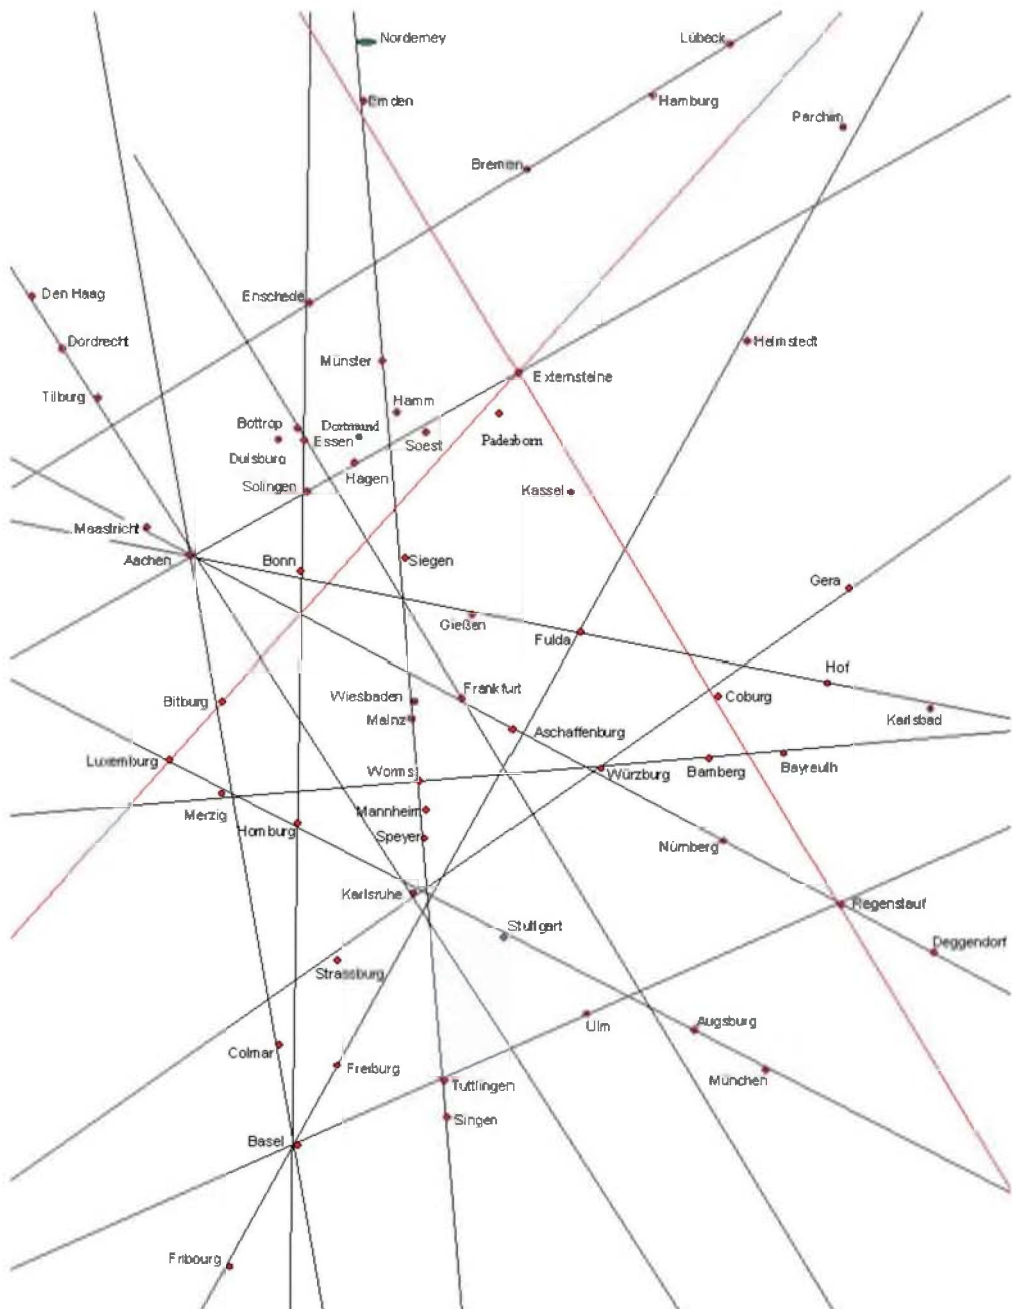 Norderney
Lübeck
Emden
Hamburg
Parchim
Bremen
Den Haag
Enschede
Dordrecht
Helmstedt
Münster
Externsteine
Tilburg
Hamm
Bottrop
Dortmund
Essen
Soest
Paderborn
Duisburg
Hagen
Solingen
Kassel
Maastricht
Aachen
Bonn
Siegen
Gera
Gießen
Fulda
Hof
Bitburg
Wiesbaden
Frankfurt
Coburg
Mainz
Karlsbad
Aschaffenburg
Luxemburg
Worms
Würzburg
Bamberg
Bayreuth
Merzig
Mannheim
Homburg
Speyer
Nürnberg
Karlsruhe
Regenstauf
Stuttgart
Deggendorf
Strassburg
Ulm
Augsburg
Colmar
Freiburg
Tuttlingen
München
Singen
Basel
Fribourg